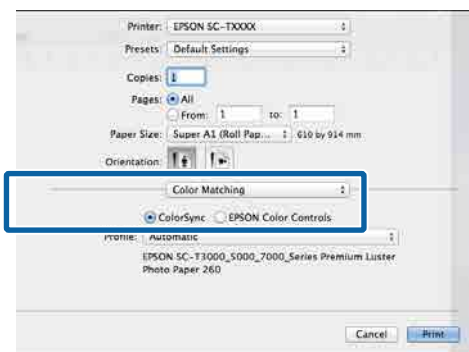 Printer: EPSON SC-TXXXX
Presets: Default Settings
Copies: 1
Pages: All
From: 1 to: 1
Paper Size: Super A1 (Roll Pap... 610 by 914 mm
Orientation:
Color Matching
ColorSync EPSON Color Controls
Profile: Automatic
EPSON SC-T3000_5000_7000_Series Premium Luster
Photo Paper 260
Cancel Print